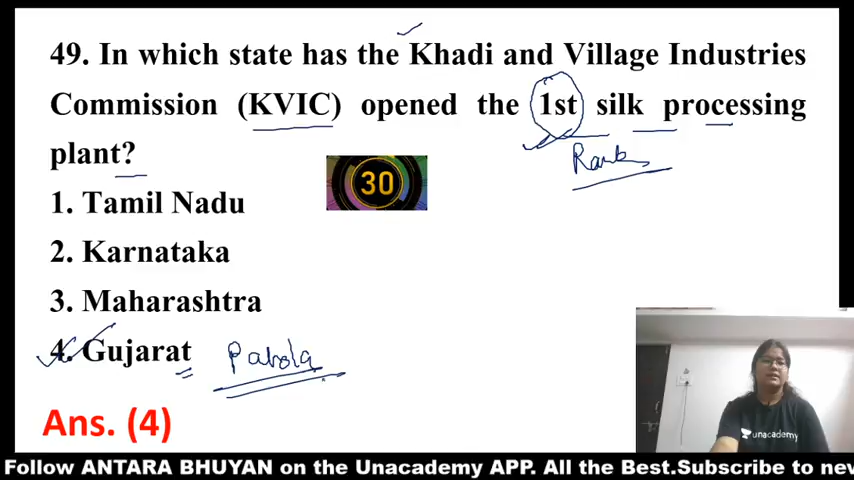 49. In which state has the Khadi and Village Industries
Commission (KVIC) opened the 1st silk processing
plant?
Rank
30
1. Tamil Nadu
2. Karnataka
3. Maharashtra
4. Gujarat Patola
Ans. (4)
unacademy
Follow ANTARA BHUYAN on the Unacademy APP. All the Best.Subscribe to nev